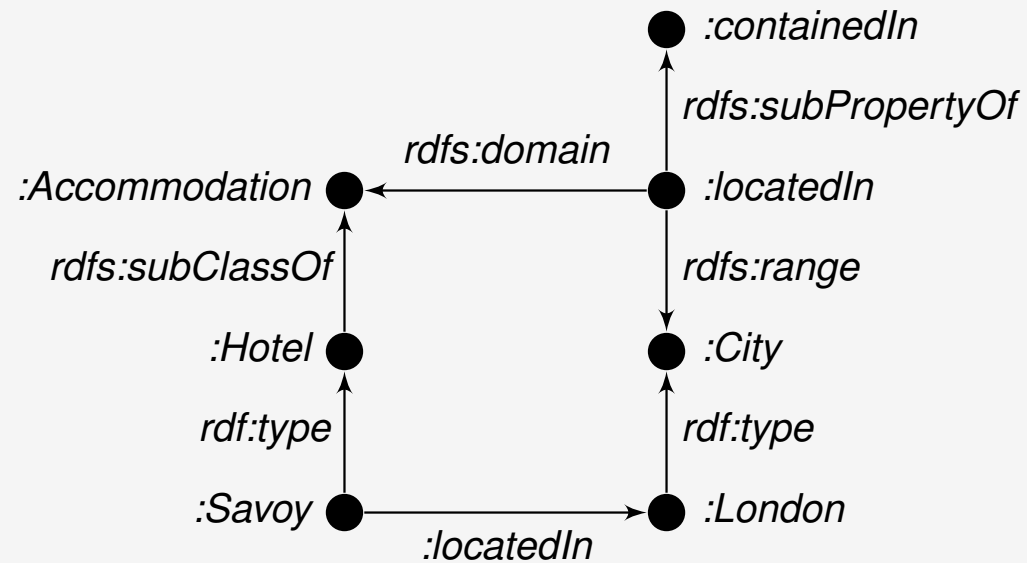 :containedIn
rdfs:subPropertyOf
rdfs:domain
:Accommodation
:locatedIn
rdfs:subClassOf
rdfs:range
:Hotel
:City
rdf:type
rdf:type
:Savoy
:London
:locatedIn